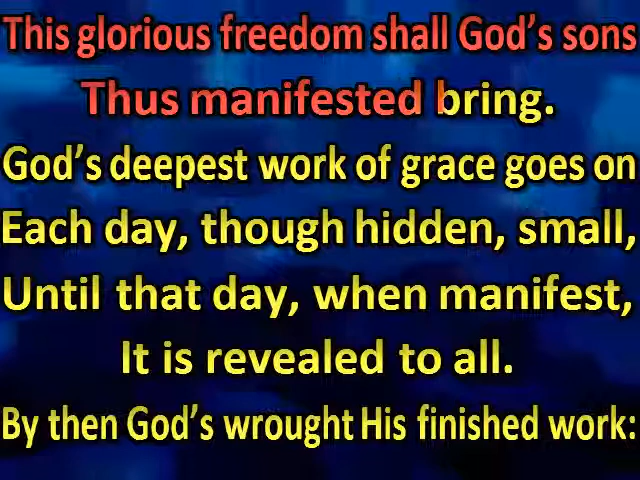 This glorious freedom shall God's sons
Thus manifested bring.
God's deepest work of grace goes on
Each day, though hidden, small,
Until that day, when manifest,
It is revealed to all.
By then God's wrought His finished work: